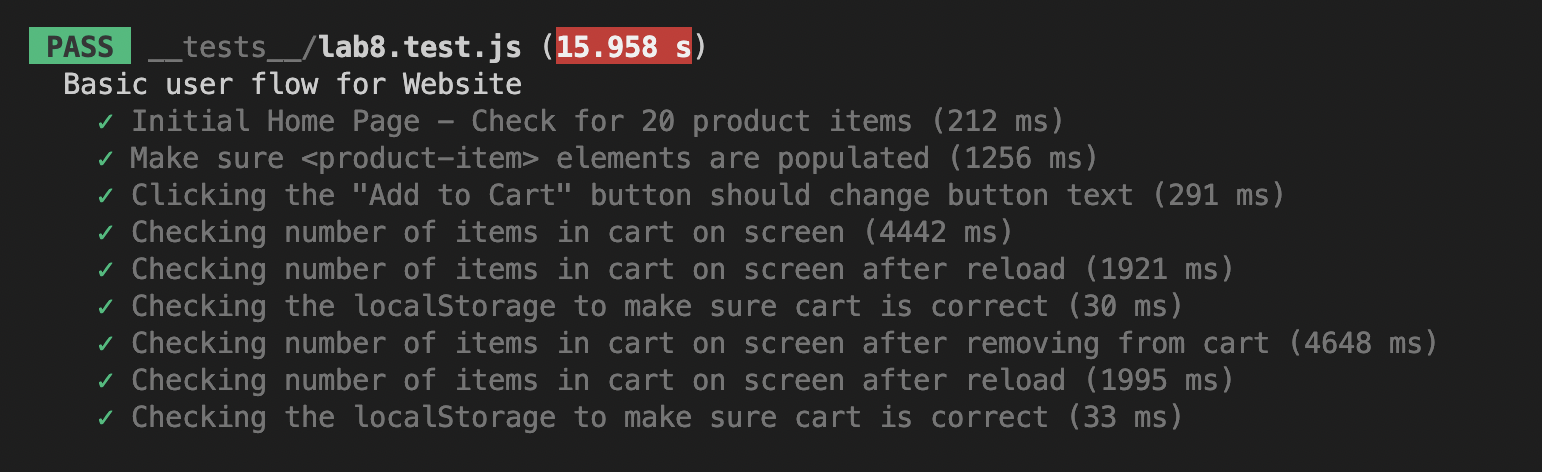 PASS __tests__/lab8.test.js (15.958 s)
Basic user flow for Website
✓ Initial Home Page – Check for 20 product items (212 ms)
✓ Make sure <product-item> elements are populated (1256 ms)
✓ Clicking the "Add to Cart" button should change button text (291 ms)
✓ Checking number of items in cart on screen (4442 ms)
✓ Checking number of items in cart on screen after reload (1921 ms)
✓ Checking the localStorage to make sure cart is correct (30 ms)
✓ Checking number of items in cart on screen after removing from cart (4648 ms)
✓ Checking number of items in cart on screen after reload (1995 ms)
✓ Checking the localStorage to make sure cart is correct (33 ms)